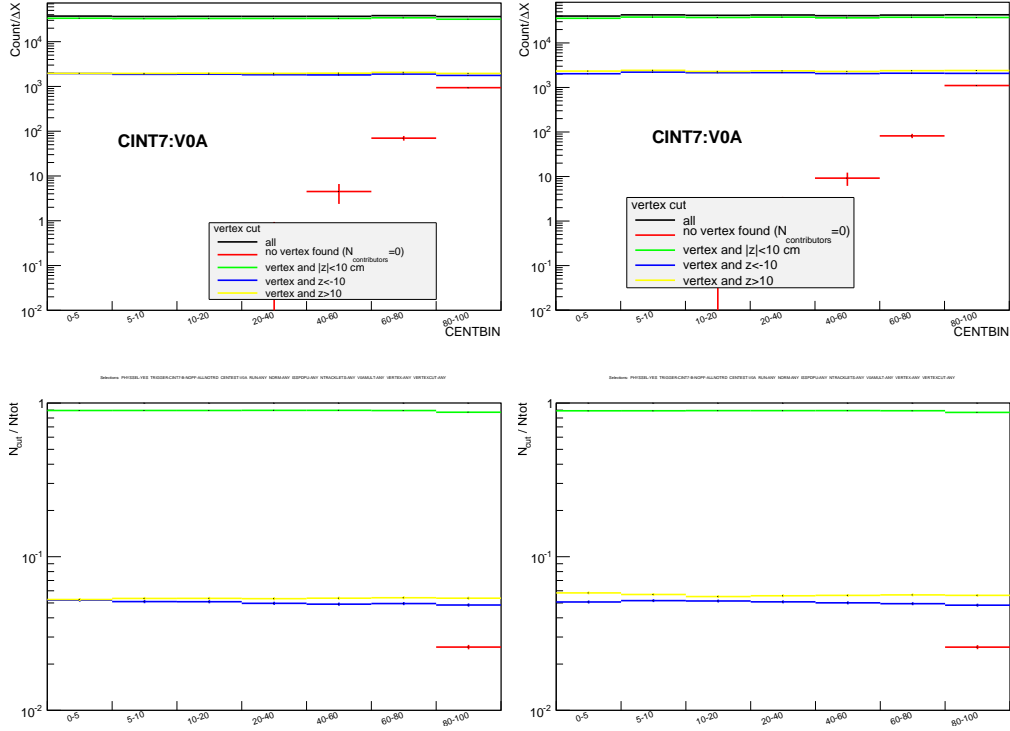 Count/ΔX
10⁴
10³
10²
10
1
10⁻¹
10⁻²
CINT7:V0A
vertex cut
all
no vertex found (N_contributors=0)
vertex and |z|<10 cm
vertex and z<-10
vertex and z>10
0-5 5-10 10-20 20-40 40-60 60-80 80-100
CENTBIN
Count/ΔX
10⁴
10³
10²
10
1
10⁻¹
10⁻²
CINT7:V0A
vertex cut
all
no vertex found (N_contributors=0)
vertex and |z|<10 cm
vertex and z<-10
vertex and z>10
0-5 5-10 10-20 20-40 40-60 60-80 80-100
CENTBIN
N_cut / Ntot
1
10⁻¹
10⁻²
0-5 5-10 10-20 20-40 40-60 60-80 80-100
N_cut / Ntot
1
10⁻¹
10⁻²
0-5 5-10 10-20 20-40 40-60 60-80 80-100